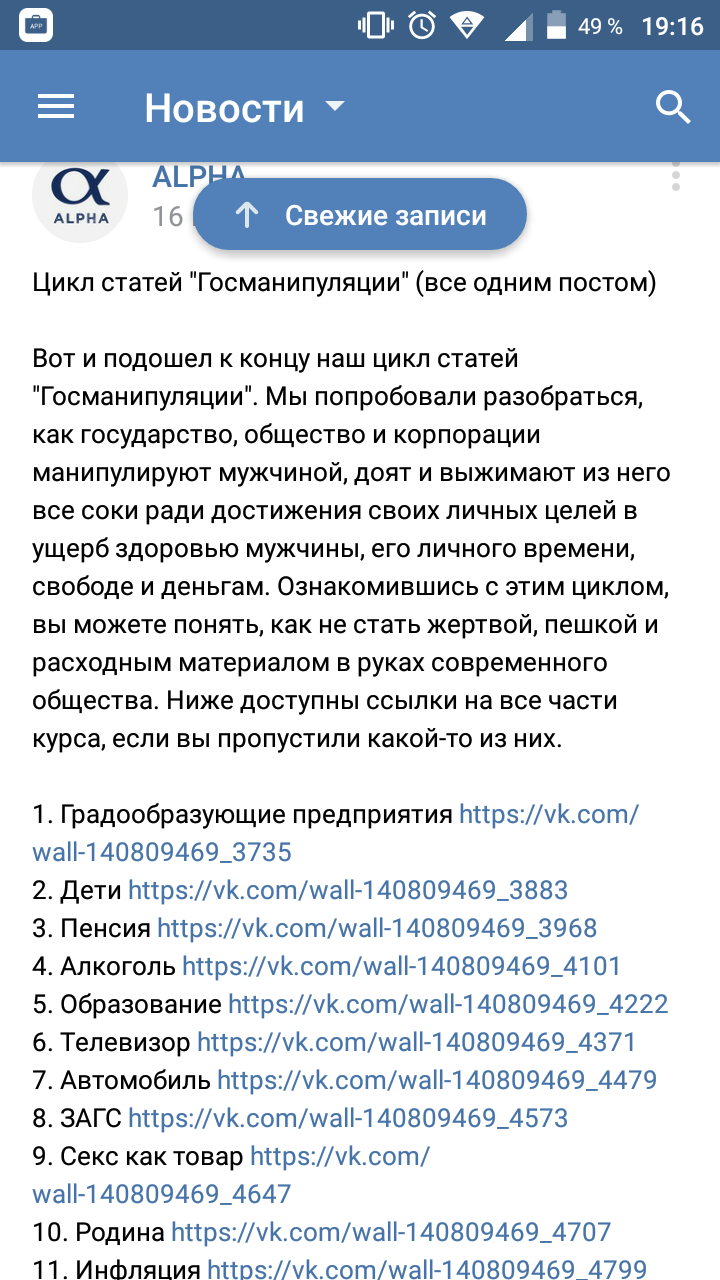 APP
49 % 19:16
Новости
ALPHA
ALPHA
16
Свежие записи
Цикл статей "Госманипуляции" (все одним постом)
Вот и подошел к концу наш цикл статей
"Госманипуляции". Мы попробовали разобраться,
как государство, общество и корпорации
манипулируют мужчиной, доят и выжимают из него
все соки ради достижения своих личных целей в
ущерб здоровью мужчины, его личного времени,
свободе и деньгам. Ознакомившись с этим циклом,
вы можете понять, как не стать жертвой, пешкой и
расходным материалом в руках современного
общества. Ниже доступны ссылки на все части
курса, если вы пропустили какой-то из них.
1. Градообразующие предприятия https://vk.com/
wall-140809469_3735
2. Дети https://vk.com/wall-140809469_3883
3. Пенсия https://vk.com/wall-140809469_3968
4. Алкоголь https://vk.com/wall-140809469_4101
5. Образование https://vk.com/wall-140809469_4222
6. Телевизор https://vk.com/wall-140809469_4371
7. Автомобиль https://vk.com/wall-140809469_4479
8. ЗАГС https://vk.com/wall-140809469_4573
9. Секс как товар https://vk.com/
wall-140809469_4647
10. Родина https://vk.com/wall-140809469_4707
11. Инфляция https://vk.com/wall-140809469_4799